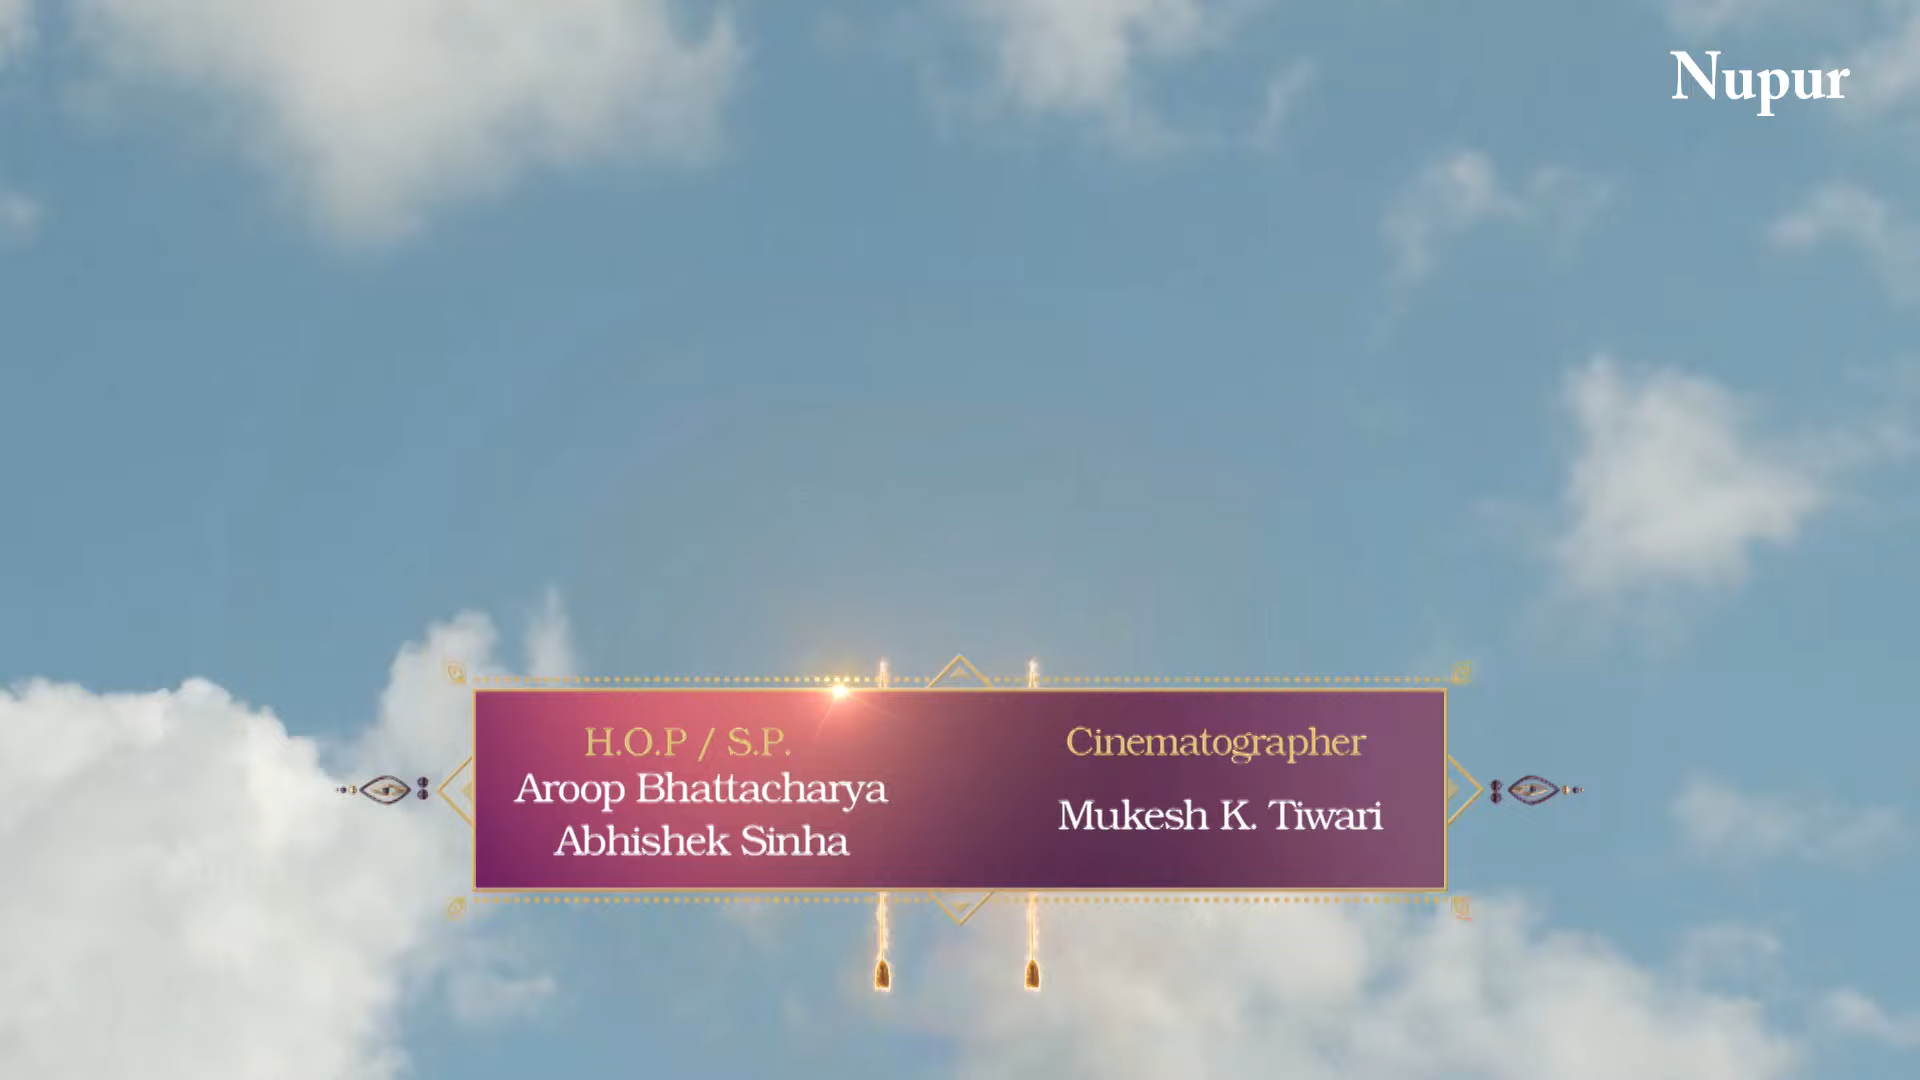 Nupur
H.O.P / S.P.
Aroop Bhattacharya
Abhishek Sinha
Cinematographer
Mukesh K. Tiwari